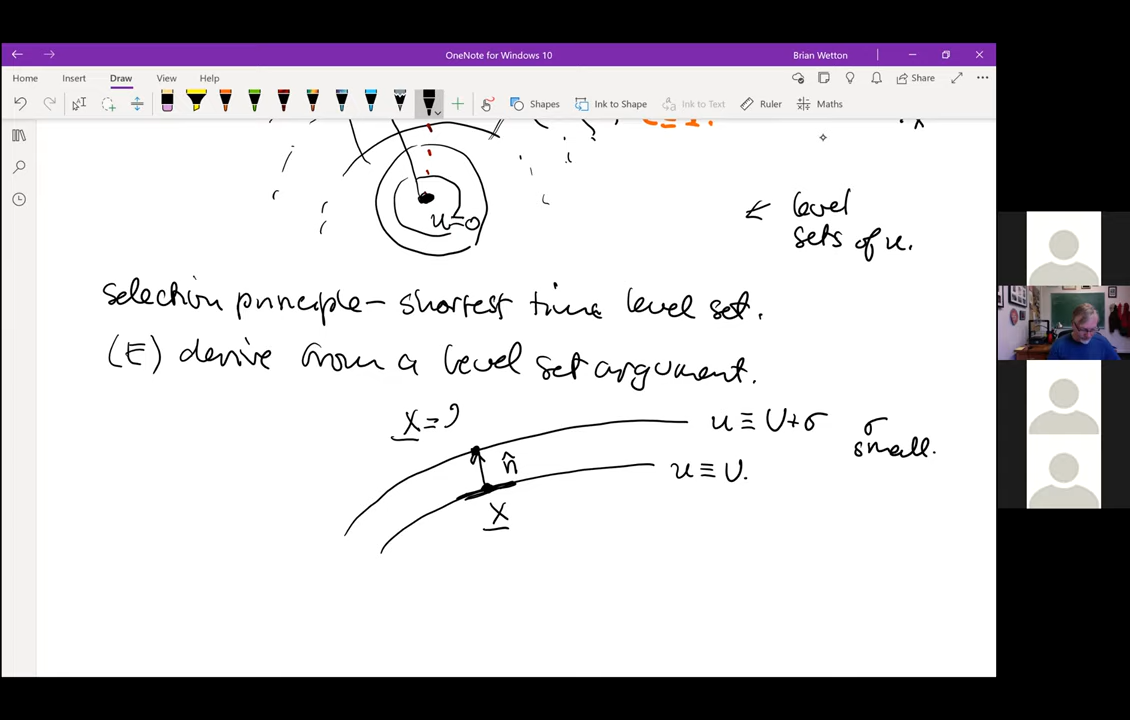 OneNote for Windows 10
Brian Wetton
Home Insert Draw View Help
Share
Shapes
Ink to Shape
Ink to Text
Ruler
Maths
x
u=0
← level
sets of u.
selection principle – shortest time level set.
(E) derive from a level set argument.
x = ?
u ≡ U+σ
σ
small.
n̂
u ≡ U.
x